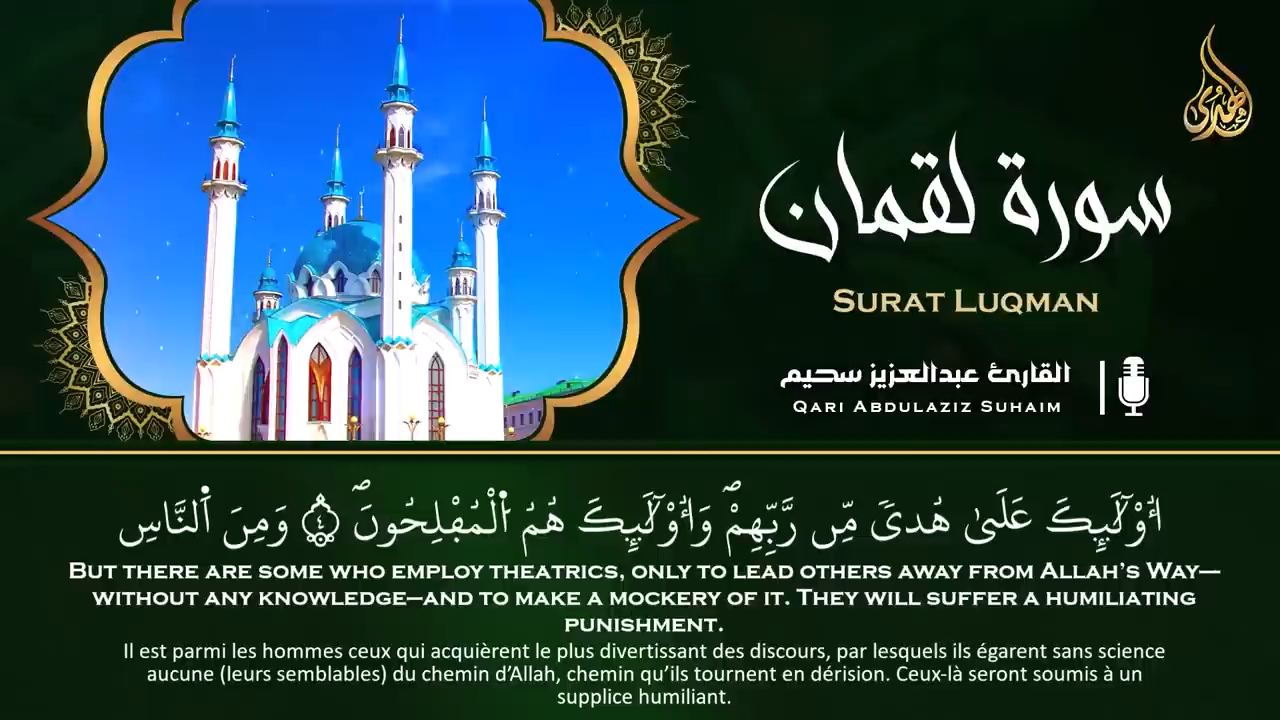 الهدى
سورة لقمان
SURAT LUQMAN
القارئ عبدالعزيز سحيم
QARI ABDULAZIZ SUHAIM
اُوْلَٰٓئِكَ عَلَىٰ هُدىٗ مِّن رَّبِّهِمْۖ وَاُوْلَٰٓئِكَ هُمُ اُ۬لْمُفْلِحُونَۖ ٤ وَمِنَ اَ۬لنَّاسِ
BUT THERE ARE SOME WHO EMPLOY THEATRICS, ONLY TO LEAD OTHERS AWAY FROM ALLAH’S WAY—
WITHOUT ANY KNOWLEDGE—AND TO MAKE A MOCKERY OF IT. THEY WILL SUFFER A HUMILIATING
PUNISHMENT.
Il est parmi les hommes ceux qui acquièrent le plus divertissant des discours, par lesquels ils égarent sans science
aucune (leurs semblables) du chemin d’Allah, chemin qu’ils tournent en dérision. Ceux-là seront soumis à un
supplice humiliant.